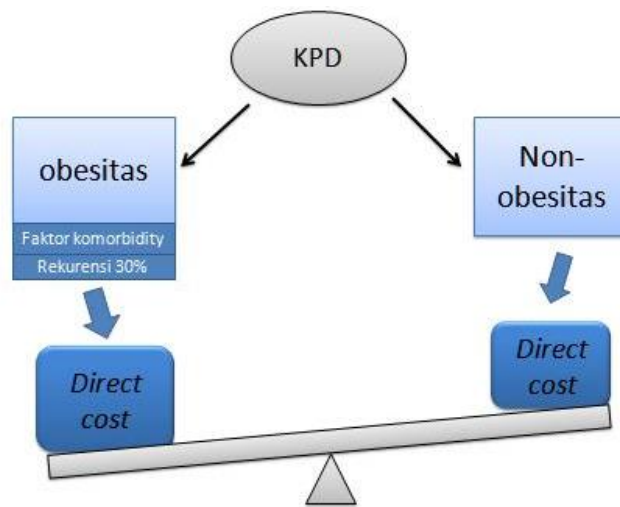 KPD
obesitas
Faktor komorbidity
Rekurensi 30%
Non-
obesitas
Direct
cost
Direct
cost